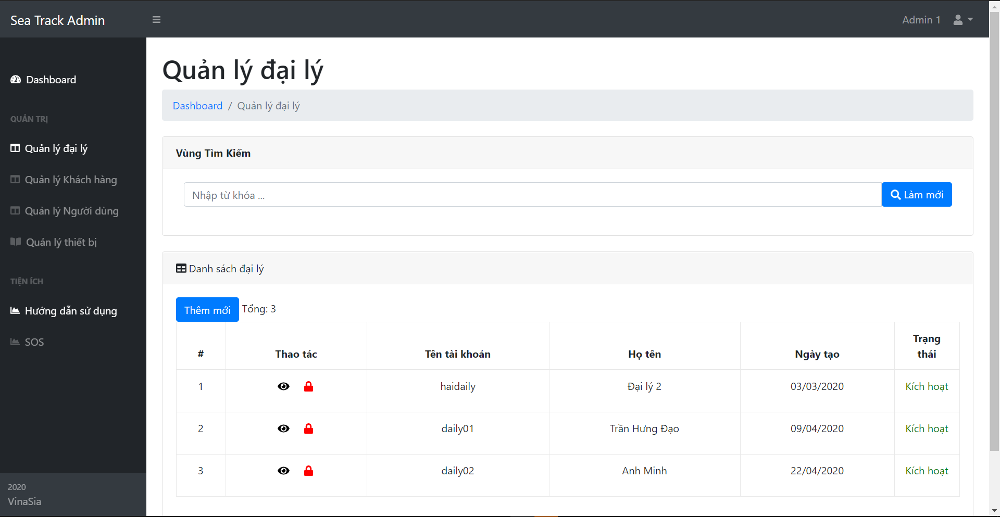 Sea Track Admin
Admin 1
Dashboard
QUẢN TRỊ
Quản lý đại lý
Quản lý Khách hàng
Quản lý Người dùng
Quản lý thiết bị
TIỆN ÍCH
Hướng dẫn sử dụng
SOS
2020
VinaSia
Quản lý đại lý
Dashboard / Quản lý đại lý
Vùng Tìm Kiếm
Nhập từ khóa ...
Làm mới
Danh sách đại lý
Thêm mới Tổng: 3
# Thao tác Tên tài khoản Họ tên Ngày tạo Trạng thái
1 haidaily Đại lý 2 03/03/2020 Kích hoạt
2 daily01 Trần Hưng Đạo 09/04/2020 Kích hoạt
3 daily02 Anh Minh 22/04/2020 Kích hoạt